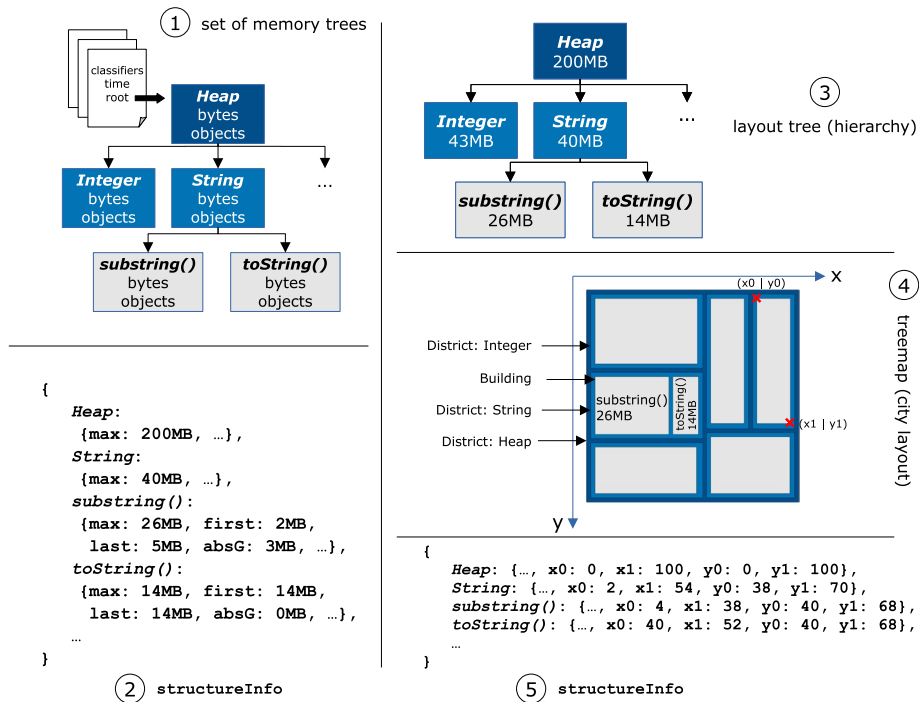 1 set of memory trees
classifiers
time
root
Heap
bytes
objects
Integer
bytes
objects
String
bytes
objects
...
substring()
bytes
objects
toString()
bytes
objects
{
Heap:
{max: 200MB, …},
String:
{max: 40MB, …},
substring():
{max: 26MB, first: 2MB,
last: 5MB, absG: 3MB, …},
toString():
{max: 14MB, first: 14MB,
last: 14MB, absG: 0MB, …},
…
}
2 structureInfo
Heap
200MB
Integer
43MB
String
40MB
...
substring()
26MB
toString()
14MB
3
layout tree (hierarchy)
x
(x0 | y0)
4
treemap (city layout)
District: Integer
Building
District: String
District: Heap
substring()
26MB
toString()
14MB
(x1 | y1)
y
{
Heap: {…, x0: 0, x1: 100, y0: 0, y1: 100},
String: {…, x0: 2, x1: 54, y0: 38, y1: 70},
substring(): {…, x0: 4, x1: 38, y0: 40, y1: 68},
toString(): {…, x0: 40, x1: 52, y0: 40, y1: 68},
…
}
5 structureInfo